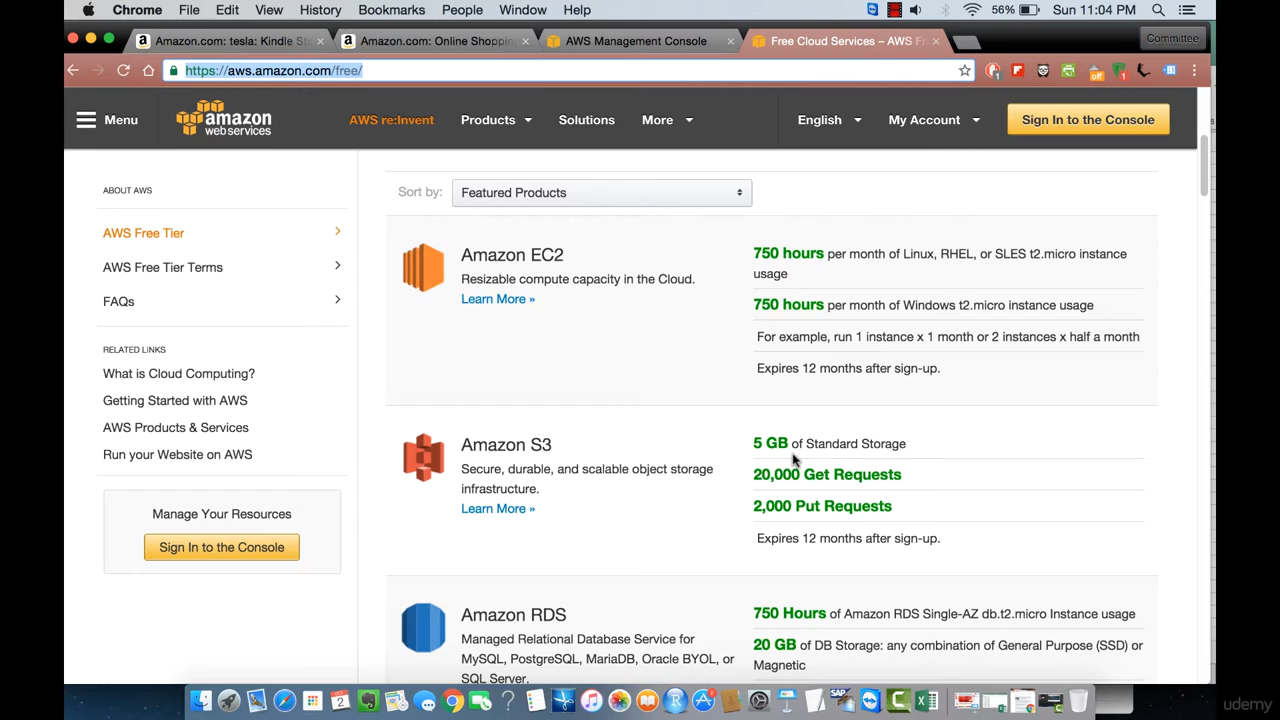 Chrome File Edit View History Bookmarks People Window Help 56% Sun 11:04 PM
Amazon.com: tesla: Kindle St
Amazon.com: Online Shopping
AWS Management Console
Free Cloud Services – AWS Fr
Committee
https://aws.amazon.com/free/
off
1
1
Menu
amazon
web services
AWS re:Invent
Products
Solutions
More
English
My Account
Sign In to the Console
ABOUT AWS
AWS Free Tier
AWS Free Tier Terms
FAQs
RELATED LINKS
What is Cloud Computing?
Getting Started with AWS
AWS Products & Services
Run your Website on AWS
Manage Your Resources
Sign In to the Console
Sort by: Featured Products
Amazon EC2
Resizable compute capacity in the Cloud.
Learn More »
750 hours per month of Linux, RHEL, or SLES t2.micro instance
usage
750 hours per month of Windows t2.micro instance usage
For example, run 1 instance x 1 month or 2 instances x half a month
Expires 12 months after sign-up.
Amazon S3
Secure, durable, and scalable object storage
infrastructure.
Learn More »
5 GB of Standard Storage
20,000 Get Requests
2,000 Put Requests
Expires 12 months after sign-up.
Amazon RDS
Managed Relational Database Service for
MySQL, PostgreSQL, MariaDB, Oracle BYOL, or
SQL Server.
750 Hours of Amazon RDS Single-AZ db.t2.micro Instance usage
20 GB of DB Storage: any combination of General Purpose (SSD) or
Magnetic
2
SAP
udemy